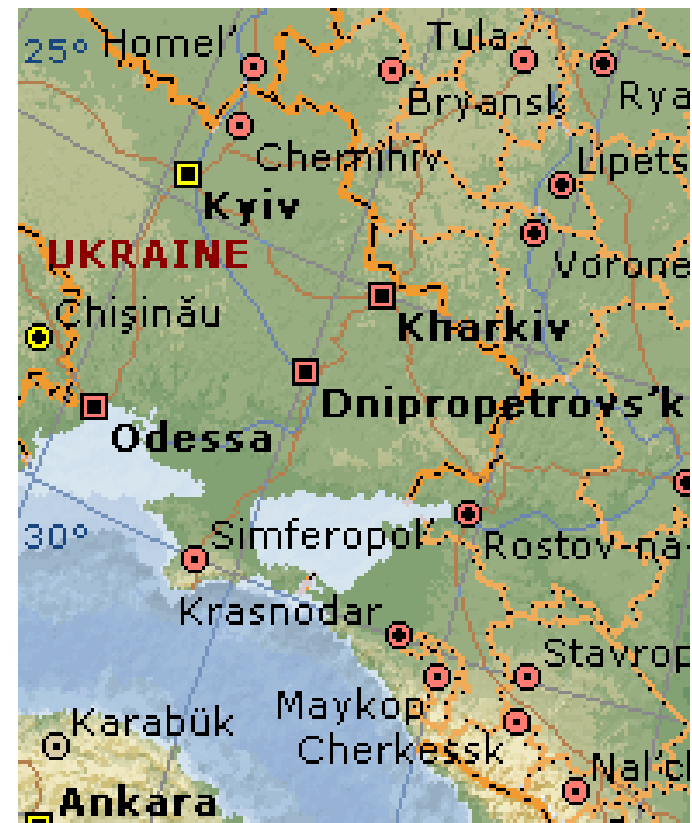 Tula
25° Homel'
Bryansk
Rya
Chernihiv
Lipets
Kyiv
UKRAINE
Vorone
Chişinău
Kharkiv
Dnipropetrovs'k
Odessa
30°
Simferopol'
Rostov-na-
Krasnodar
Stavrop
Maykop
Karabük
Cherkessk
Nal'ch
Ankara